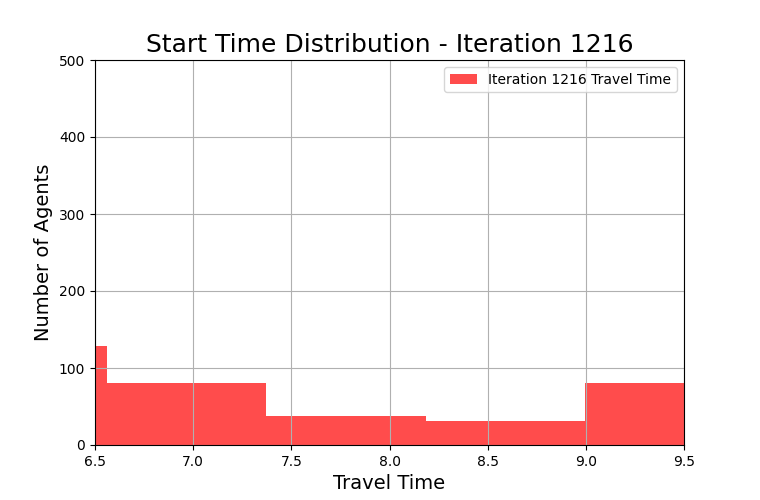 Start Time Distribution - Iteration 1216
Iteration 1216 Travel Time
Number of Agents
500
400
300
200
100
0
6.5 7.0 7.5 8.0 8.5 9.0 9.5
Travel Time